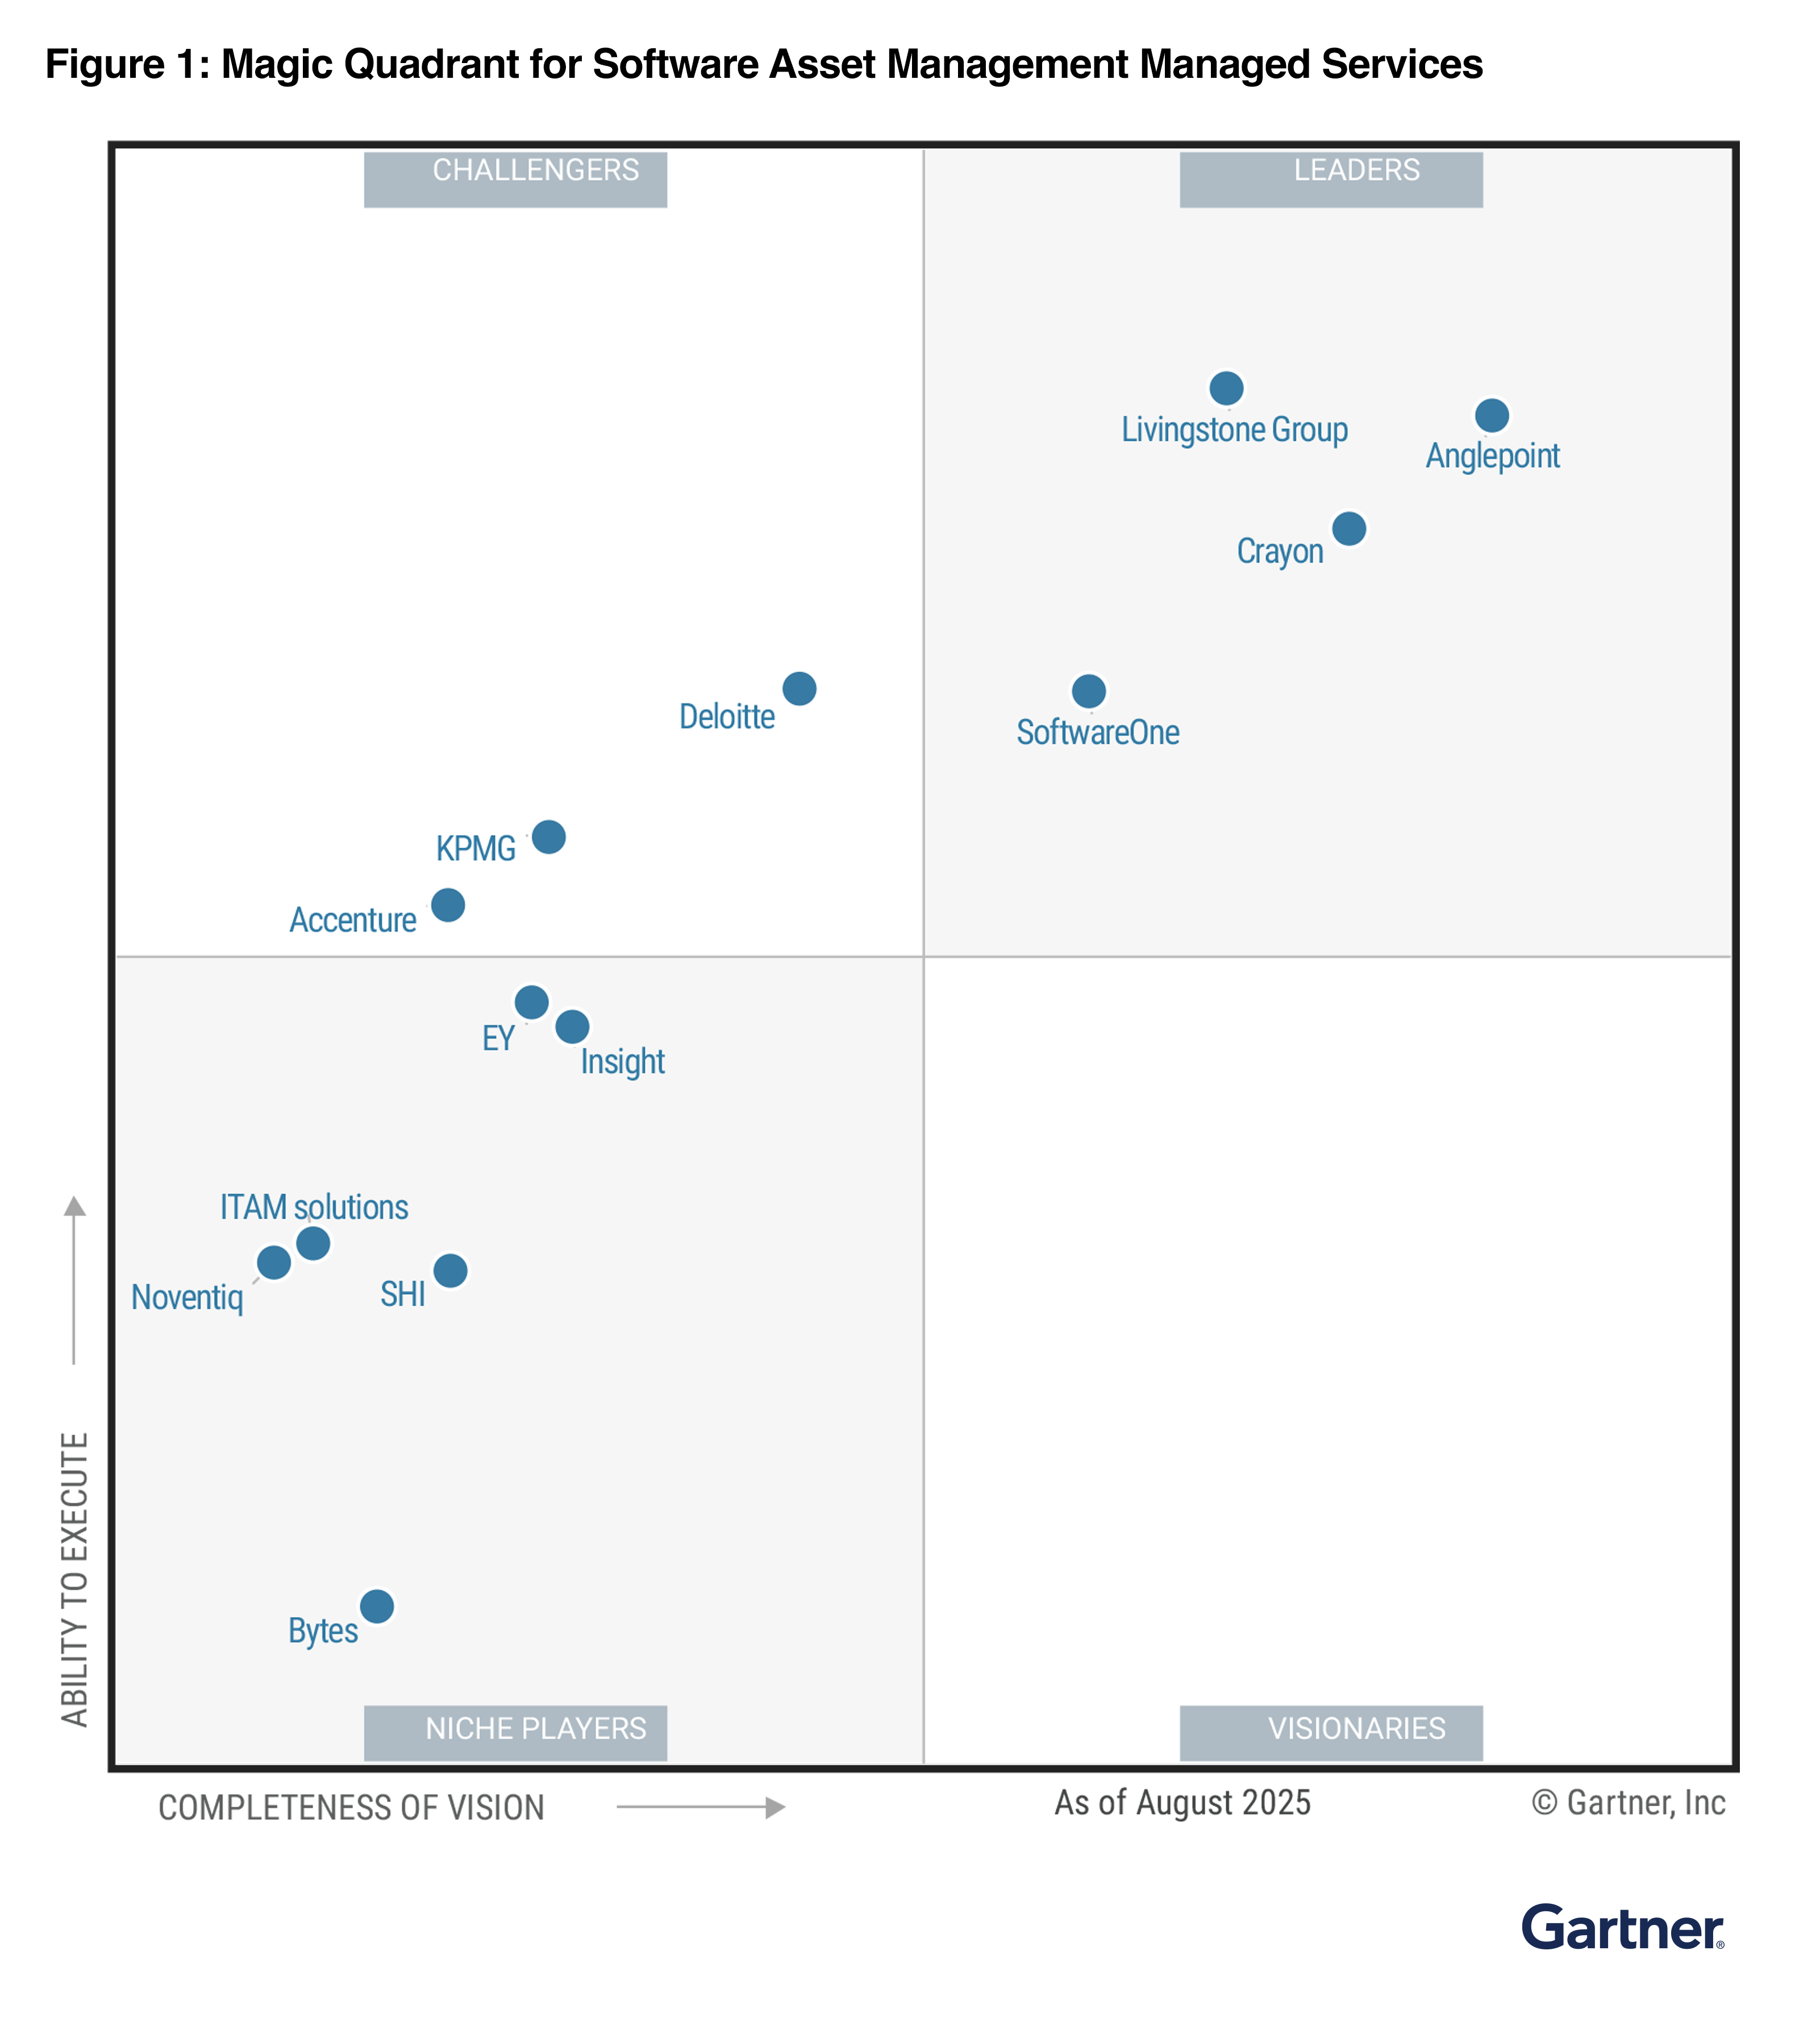 Figure 1: Magic Quadrant for Software Asset Management Managed Services
CHALLENGERS
LEADERS
Livingstone Group
Anglepoint
Crayon
Deloitte
SoftwareOne
KPMG
Accenture
EY
Insight
ITAM solutions
Noventiq
SHI
Bytes
NICHE PLAYERS
VISIONARIES
ABILITY TO EXECUTE
COMPLETENESS OF VISION
As of August 2025
© Gartner, Inc
Gartner®